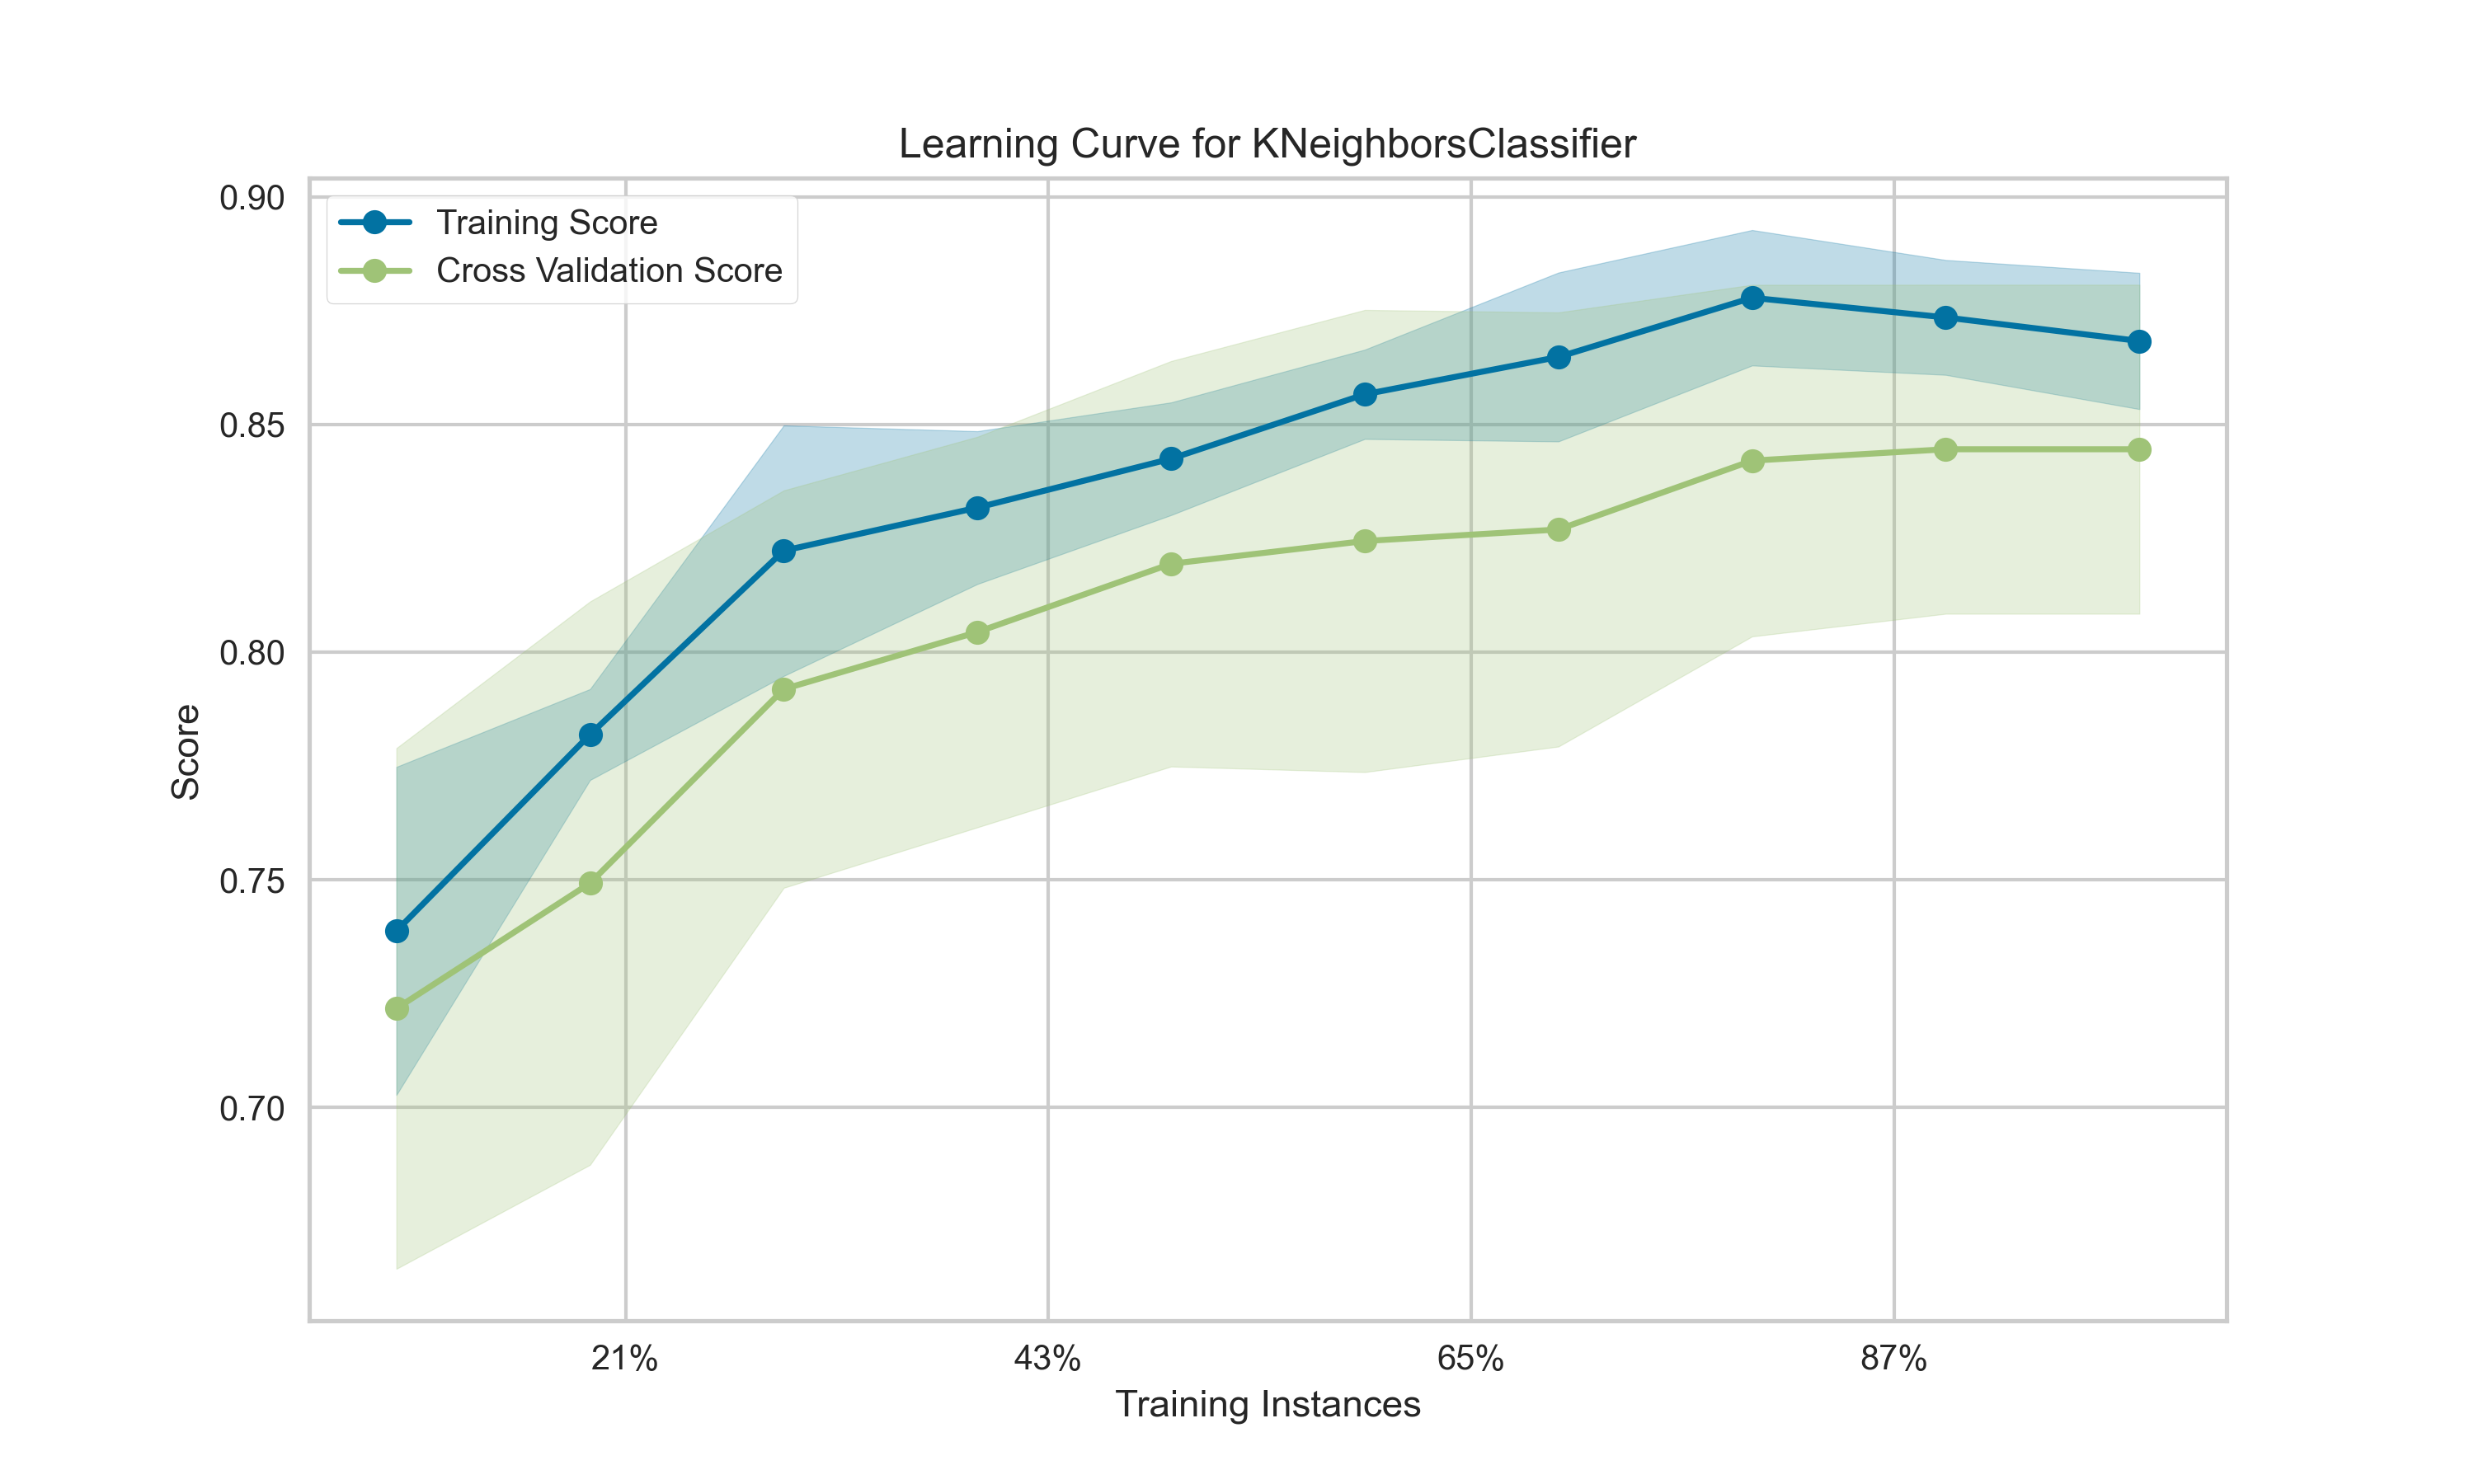 Learning Curve for KNeighborsClassifier
0.90
Training Score
Cross Validation Score
0.85
0.80
Score
0.75
0.70
21% 43% 65% 87%
Training Instances